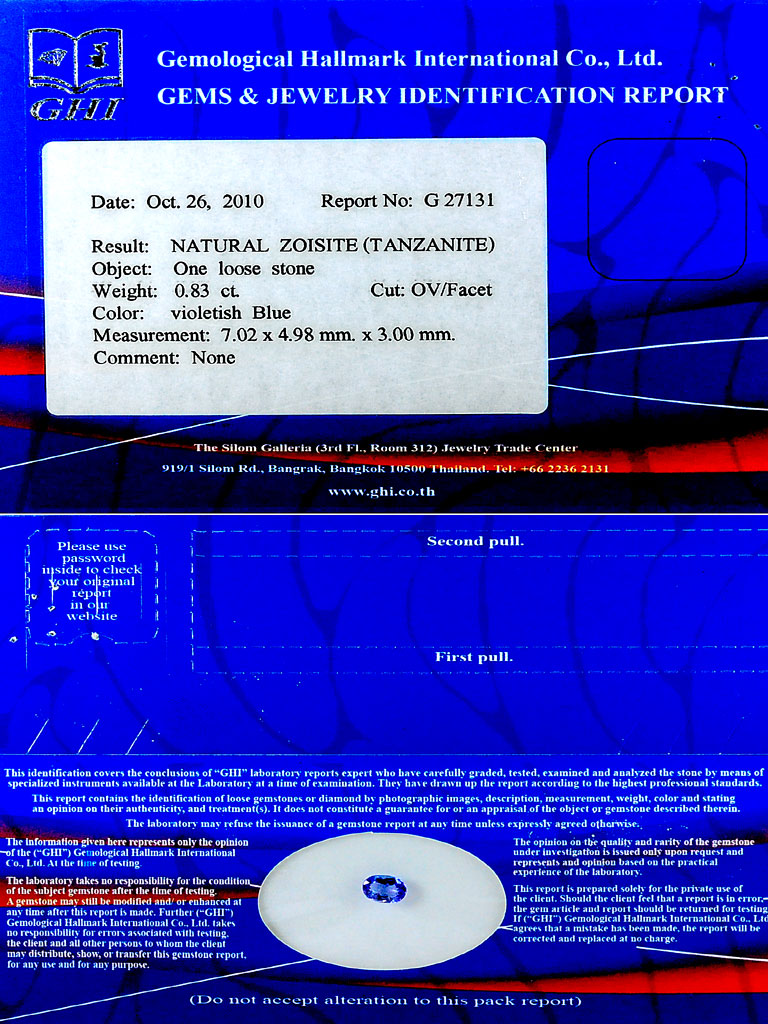 GHI
Gemological Hallmark International Co., Ltd.
GEMS & JEWELRY IDENTIFICATION REPORT
Date: Oct. 26, 2010 Report No: G 27131
Result: NATURAL ZOISITE (TANZANITE)
Object: One loose stone
Weight: 0.83 ct. Cut: OV/Facet
Color: violetish Blue
Measurement: 7.02 x 4.98 mm. x 3.00 mm.
Comment: None
The Silom Galleria (3rd Fl., Room 312) Jewelry Trade Center
919/1 Silom Rd., Bangrak, Bangkok 10500 Thailand. Tel: +66 2236 2131
www.ghi.co.th
Please use
password
inside to check
your original
report
in our
website
Second pull.
First pull.
This identification covers the conclusions of “GHI” laboratory reports expert who have carefully graded, tested, examined and analyzed the stone by means of
specialized instruments available at the Laboratory at a time of examination. They have drawn up the report according to the highest professional standards.
This report contains the identification of loose gemstones or diamond by photographic images, description, measurement, weight, color and stating
an opinion on their authenticity, and treatment(s). It does not constitute a guarantee for or an appraisal of the object or gemstone described therein.
The laboratory may refuse the issuance of a gemstone report at any time unless expressly agreed otherwise.
The information given here represents only the opinion
of the (“GHI”) Gemological Hallmark International
Co., Ltd. At the time of testing.
The laboratory takes no responsibility for the condition
of the subject gemstone after the time of testing.
A gemstone may still be modified and/ or enhanced at
any time after this report is made. Further (“GHI”)
Gemological Hallmark International Co., Ltd. takes
no responsibility for errors associated with testing,
the client and all other persons to whom the client
may distribute, show, or transfer this gemstone report,
for any use and for any purpose.
The opinion on the quality and rarity of the gemstone
under investigation is issued only upon request and
represents and opinion based on the practical
experience of the laboratory.
This report is prepared solely for the private use of
the client. Should the client feel that a report is in error,
the gem article and report should be returned for testing
If (“GHI”) Gemological Hallmark International Co., Ltd
agrees that a mistake has been made, the report will be
corrected and replaced at no charge.
(Do not accept alteration to this pack report)